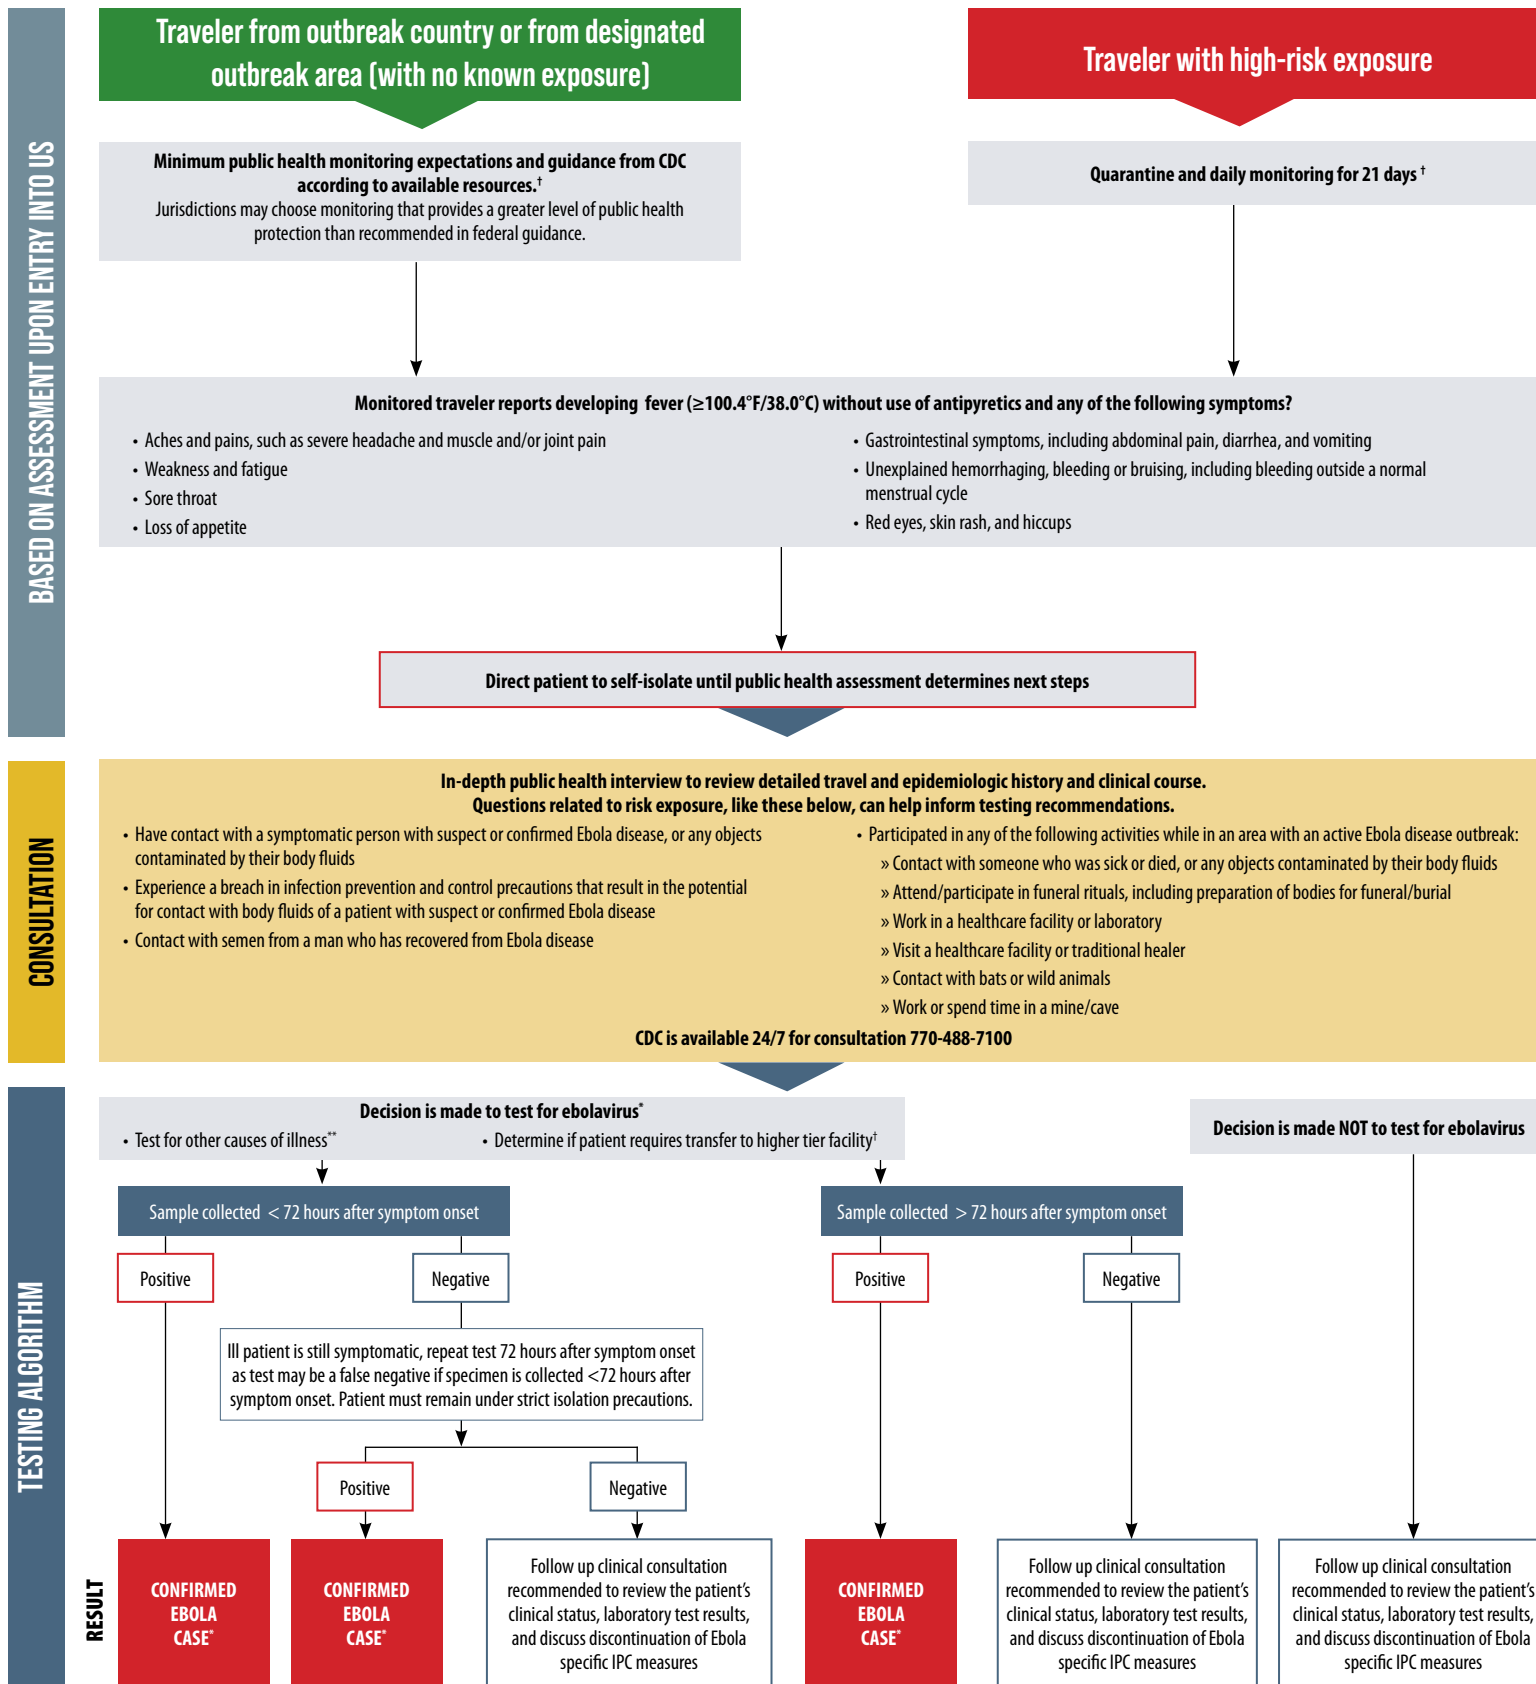 BASED ON ASSESSMENT UPON ENTRY INTO US
Traveler from outbreak country or from designated
outbreak area (with no known exposure)
Traveler with high-risk exposure
Minimum public health monitoring expectations and guidance from CDC
according to available resources.†
Jurisdictions may choose monitoring that provides a greater level of public health
protection than recommended in federal guidance.
Quarantine and daily monitoring for 21 days †
Monitored traveler reports developing fever (≥100.4°F/38.0°C) without use of antipyretics and any of the following symptoms?
• Aches and pains, such as severe headache and muscle and/or joint pain
• Weakness and fatigue
• Sore throat
• Loss of appetite
• Gastrointestinal symptoms, including abdominal pain, diarrhea, and vomiting
• Unexplained hemorrhaging, bleeding or bruising, including bleeding outside a normal
menstrual cycle
• Red eyes, skin rash, and hiccups
Direct patient to self-isolate until public health assessment determines next steps
CONSULTATION
In-depth public health interview to review detailed travel and epidemiologic history and clinical course.
Questions related to risk exposure, like these below, can help inform testing recommendations.
• Have contact with a symptomatic person with suspect or confirmed Ebola disease, or any objects
contaminated by their body fluids
• Experience a breach in infection prevention and control precautions that result in the potential
for contact with body fluids of a patient with suspect or confirmed Ebola disease
• Contact with semen from a man who has recovered from Ebola disease
• Participated in any of the following activities while in an area with an active Ebola disease outbreak:
» Contact with someone who was sick or died, or any objects contaminated by their body fluids
» Attend/participate in funeral rituals, including preparation of bodies for funeral/burial
» Work in a healthcare facility or laboratory
» Visit a healthcare facility or traditional healer
» Contact with bats or wild animals
» Work or spend time in a mine/cave
CDC is available 24/7 for consultation 770-488-7100
TESTING ALGORITHM
Decision is made to test for ebolavirus*
• Test for other causes of illness**
• Determine if patient requires transfer to higher tier facility†
Decision is made NOT to test for ebolavirus
Sample collected < 72 hours after symptom onset
Sample collected > 72 hours after symptom onset
Positive
Negative
Positive
Negative
Ill patient is still symptomatic, repeat test 72 hours after symptom onset
as test may be a false negative if specimen is collected <72 hours after
symptom onset. Patient must remain under strict isolation precautions.
Positive
Negative
RESULT
CONFIRMED
EBOLA
CASE*
CONFIRMED
EBOLA
CASE*
Follow up clinical consultation
recommended to review the patient's
clinical status, laboratory test results,
and discuss discontinuation of Ebola
specific IPC measures
CONFIRMED
EBOLA
CASE*
Follow up clinical consultation
recommended to review the patient's
clinical status, laboratory test results,
and discuss discontinuation of Ebola
specific IPC measures
Follow up clinical consultation
recommended to review the patient's
clinical status, laboratory test results,
and discuss discontinuation of Ebola
specific IPC measures